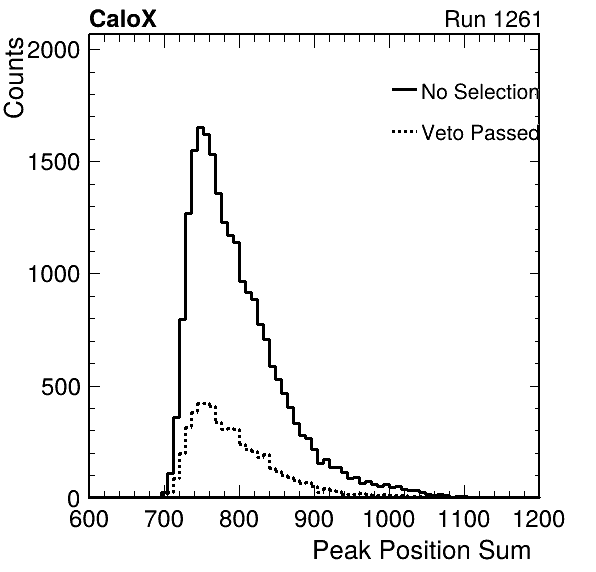 CaloX Run 1261
Counts
2000
1500
1000
500
0
No Selection
Veto Passed
600 700 800 900 1000 1100 1200
Peak Position Sum